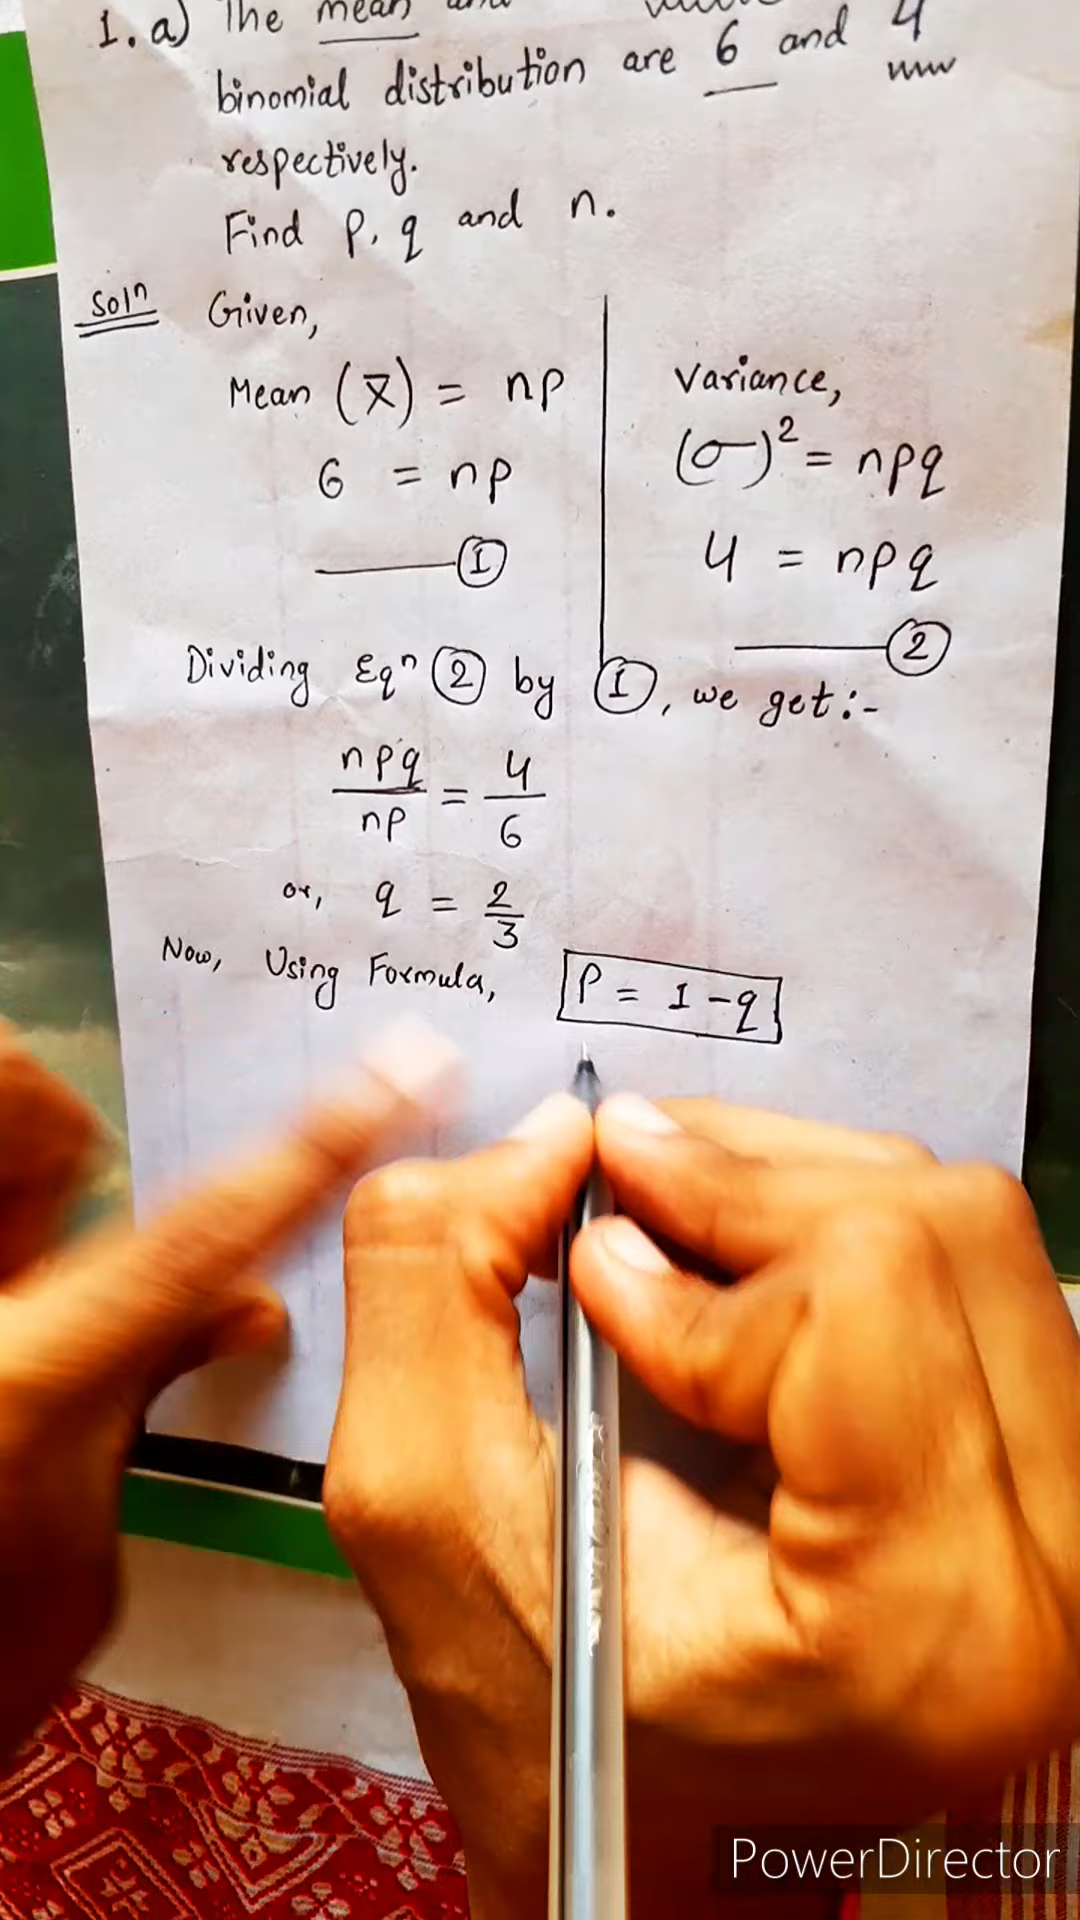 1. a) The mean and
binomial distribution are 6 and 4
respectively.
Find p, q and n.
Solⁿ Given,
Mean (x̄) = np
6 = np
①
Variance,
(σ)² = npq
4 = npq
②
Dividing Eqⁿ ② by ①, we get:-
npq/np = 4/6
or, q = 2/3
Now, Using Formula, P = 1 - q
PowerDirector